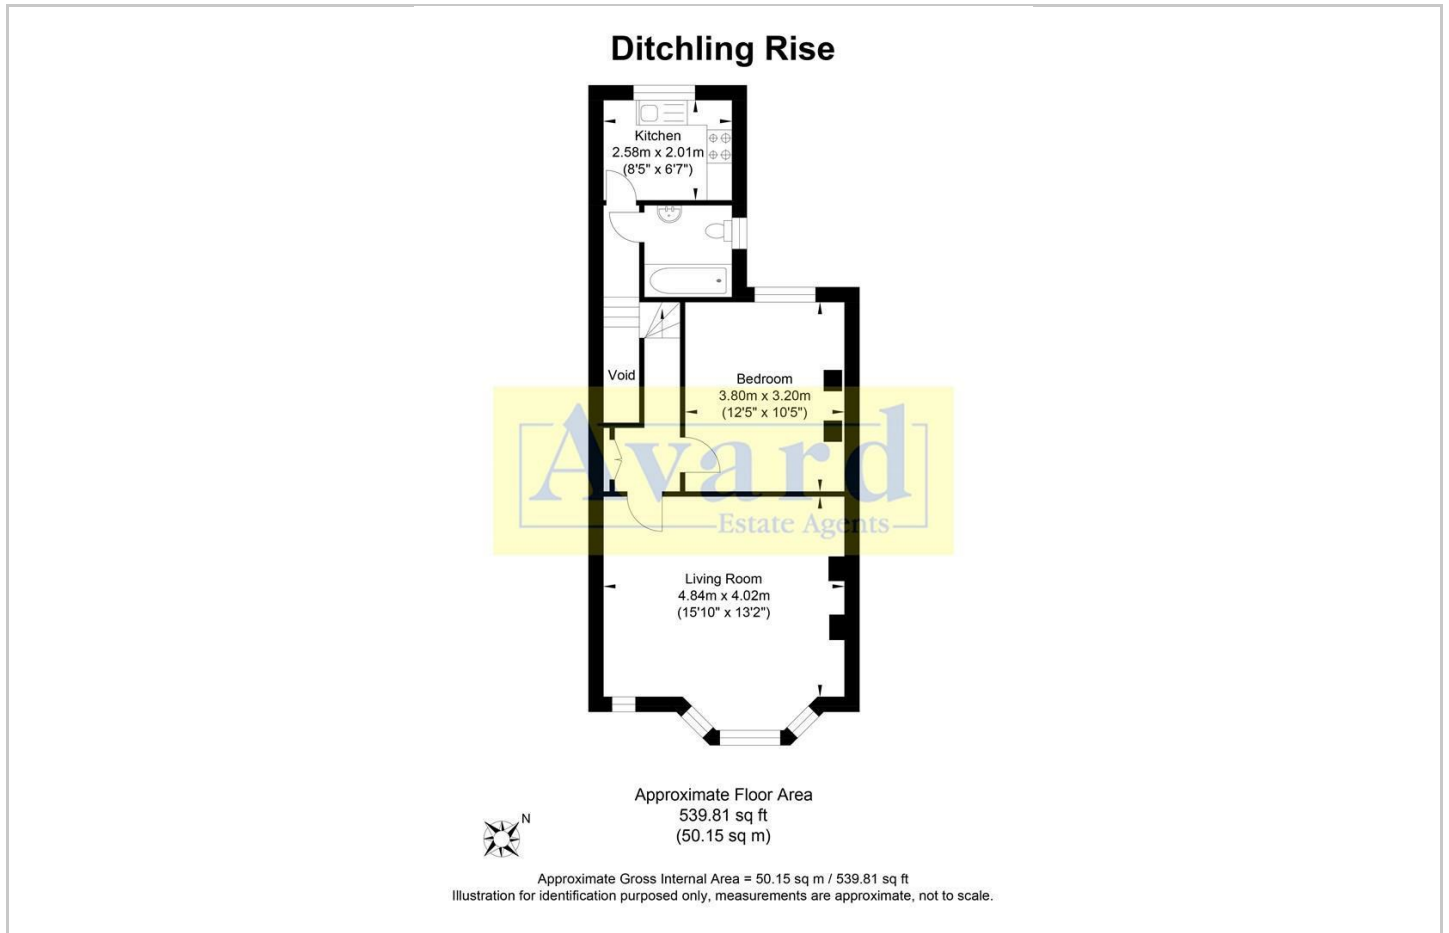 Ditchling Rise
Kitchen
2.58m x 2.01m
(8'5" x 6'7")
Void
Bedroom
3.80m x 3.20m
(12'5" x 10'5")
Avard
Estate Agents
Living Room
4.84m x 4.02m
(15'10" x 13'2")
Approximate Floor Area
539.81 sq ft
(50.15 sq m)
N
Approximate Gross Internal Area = 50.15 sq m / 539.81 sq ft
Illustration for identification purposed only, measurements are approximate, not to scale.